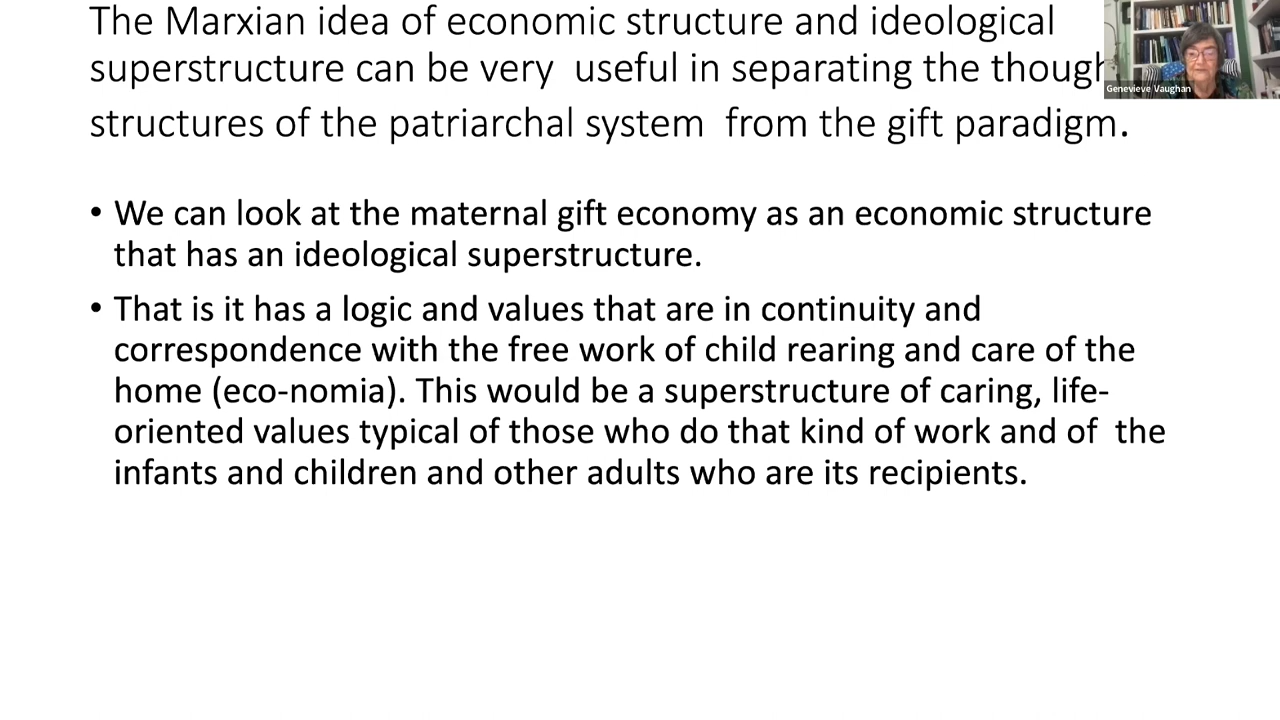 The Marxian idea of economic structure and ideological
superstructure can be very useful in separating the
structures of the patriarchal system from the gift paradigm.
Genevieve Vaughan
• We can look at the maternal gift economy as an economic structure
that has an ideological superstructure.
• That is it has a logic and values that are in continuity and
correspondence with the free work of child rearing and care of the
home (eco-nomia). This would be a superstructure of caring, life-
oriented values typical of those who do that kind of work and of the
infants and children and other adults who are its recipients.